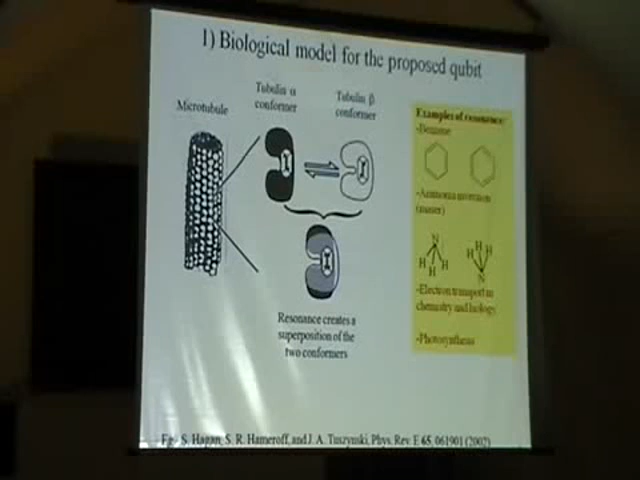 1) Biological model for the proposed qubit
Microtubule
Tubulin α
conformer
Tubulin β
conformer
Resonance creates a
superposition of the
two conformers
Examples of resonance:
-Benzene
-Ammonia inversion
(maser)
N
H H H
H H H
N
-Electron transport in
chemistry and biology
-Photosynthesis
S. Hagan, S. R. Hameroff, and J. A. Tuszynski, Phys. Rev. E 65, 061901 (2002)